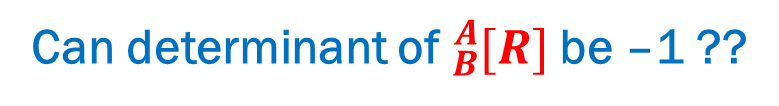 Can determinant of $^{A}_{B}[R]$ be –1 ??